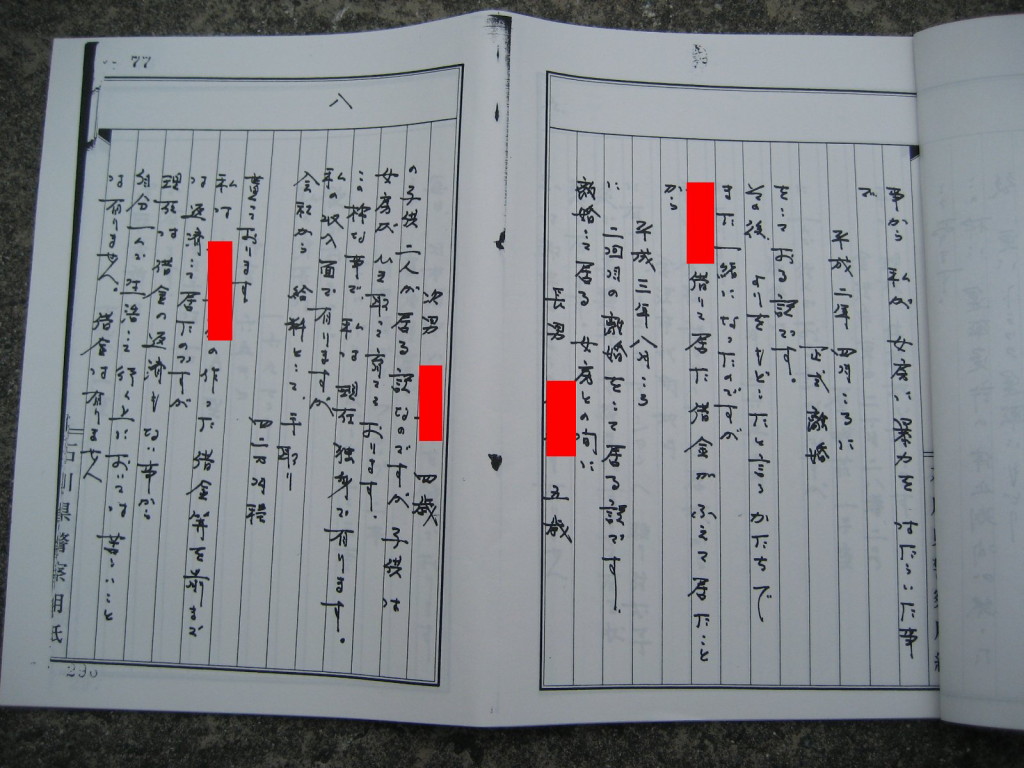 事から 私が 女房に 暴力を はたらいた事
で
平成二年 四月ころに
正式 離婚
をしておる訳です。
その後 よりをもどしたと言う かたちで
また 一緒になったのですが
借りて居た 借金が ふえて居たこと
から
平成三年 八月ころ
に 二回目の離婚をして居る訳です。
離婚して居る 女房との間に
長男 五歳
次男 四歳
の子供 二人が 居る訳なのですが 子供は
女房が 引き取って 育てております。
この様な事で 私は 現在 独身で有ります。
私の収入面で有りますが
会社から 給料として 手取り
四二万円程
貰っております
私は の作った 借金等を 前まで
は 返済して居たのですが
現在は 借金の返済もない事から
自分一人で生活して行く上においては 苦しいこと
は 有りません。 借金は 有りません
八
77
石川県警察用紙
230